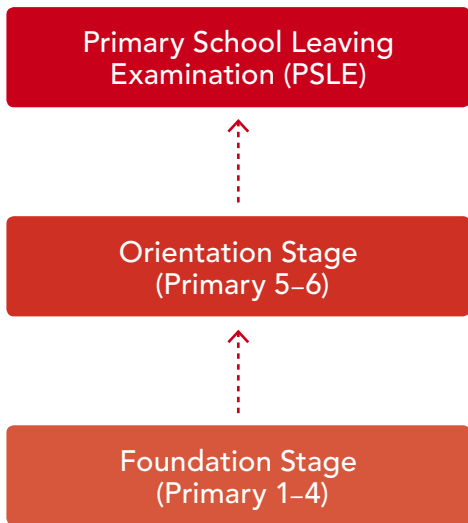 Primary School Leaving
Examination (PSLE)
Orientation Stage
(Primary 5–6)
Foundation Stage
(Primary 1–4)